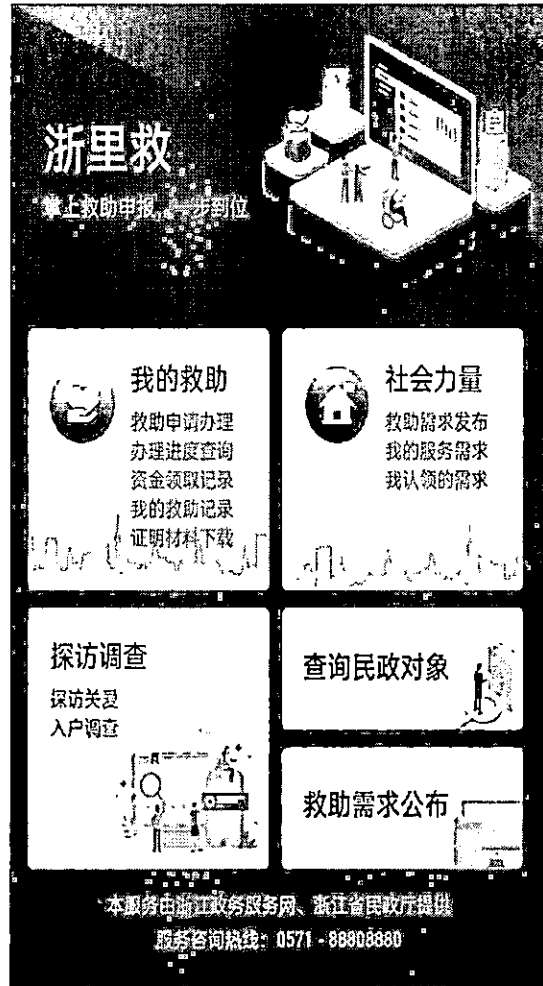 浙里救
掌上救助申报，一步到位
我的救助
救助申请办理
办理进度查询
资金领取记录
我的救助记录
证明材料下载
社会力量
救助需求发布
我的服务需求
我认领的需求
探访调查
探访关爱
入户调查
查询民政对象
救助需求公布
本服务由浙江政务服务网、浙江省民政厅提供
服务咨询热线：0571-88808880